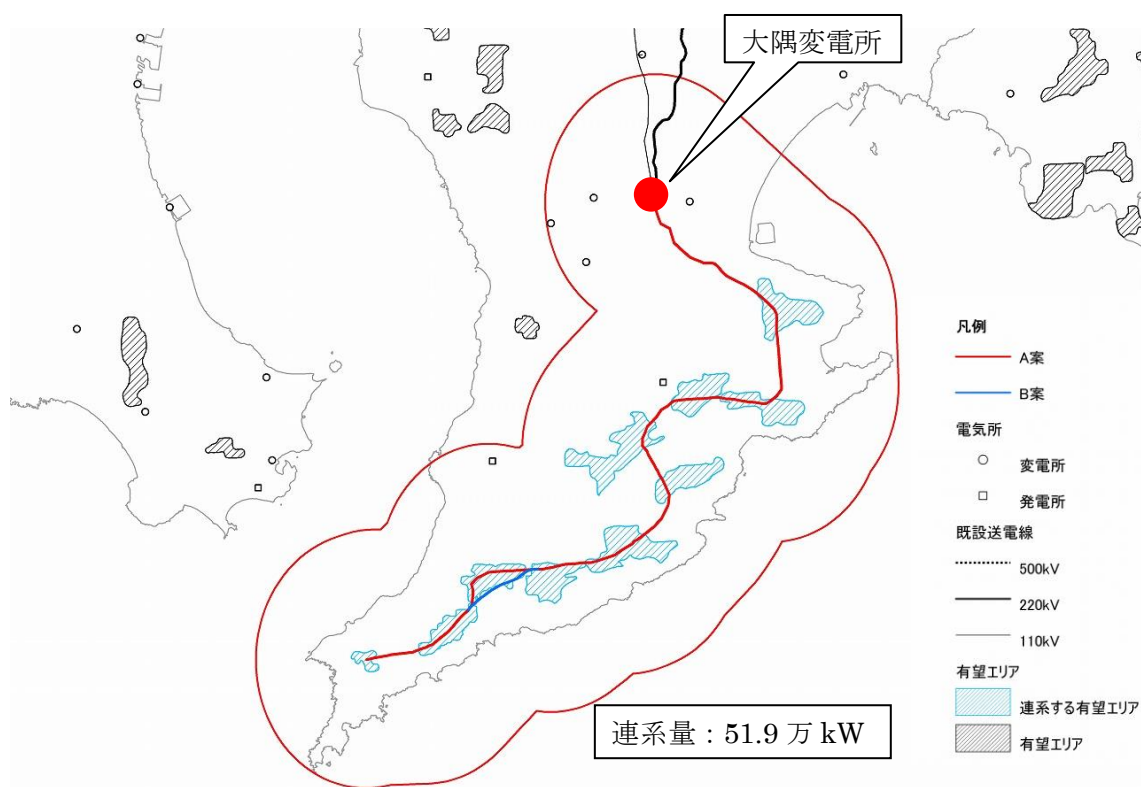 大隅変電所
凡例
A案
B案
電気所
変電所
発電所
既設送電線
500kV
220kV
110kV
有望エリア
連系する有望エリア
有望エリア
連系量：51.9 万 kW